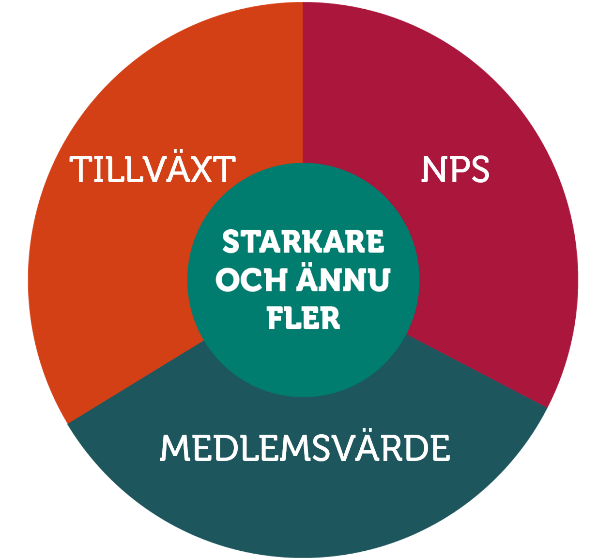 TILLVÄXT
NPS
STARKARE
OCH ÄNNU
FLER
MEDLEMSVÄRDE